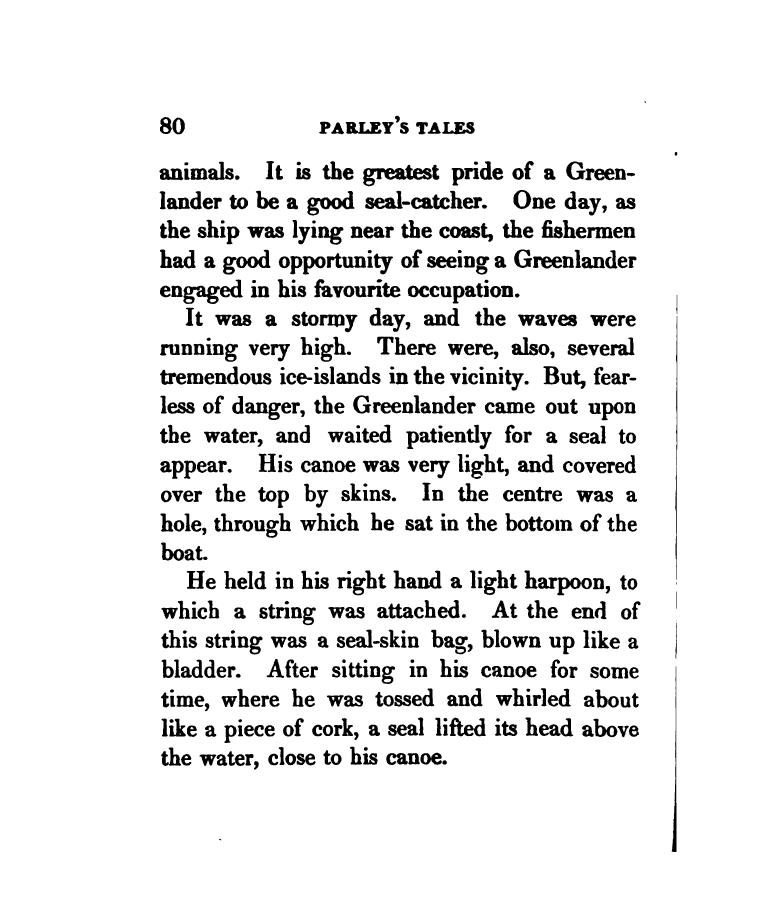 80 PARLEY'S TALES
animals. It is the greatest pride of a Green-
lander to be a good seal-catcher. One day, as
the ship was lying near the coast, the fishermen
had a good opportunity of seeing a Greenlander
engaged in his favourite occupation.
It was a stormy day, and the waves were
running very high. There were, also, several
tremendous ice-islands in the vicinity. But, fear-
less of danger, the Greenlander came out upon
the water, and waited patiently for a seal to
appear. His canoe was very light, and covered
over the top by skins. In the centre was a
hole, through which he sat in the bottom of the
boat.
He held in his right hand a light harpoon, to
which a string was attached. At the end of
this string was a seal-skin bag, blown up like a
bladder. After sitting in his canoe for some
time, where he was tossed and whirled about
like a piece of cork, a seal lifted its head above
the water, close to his canoe.